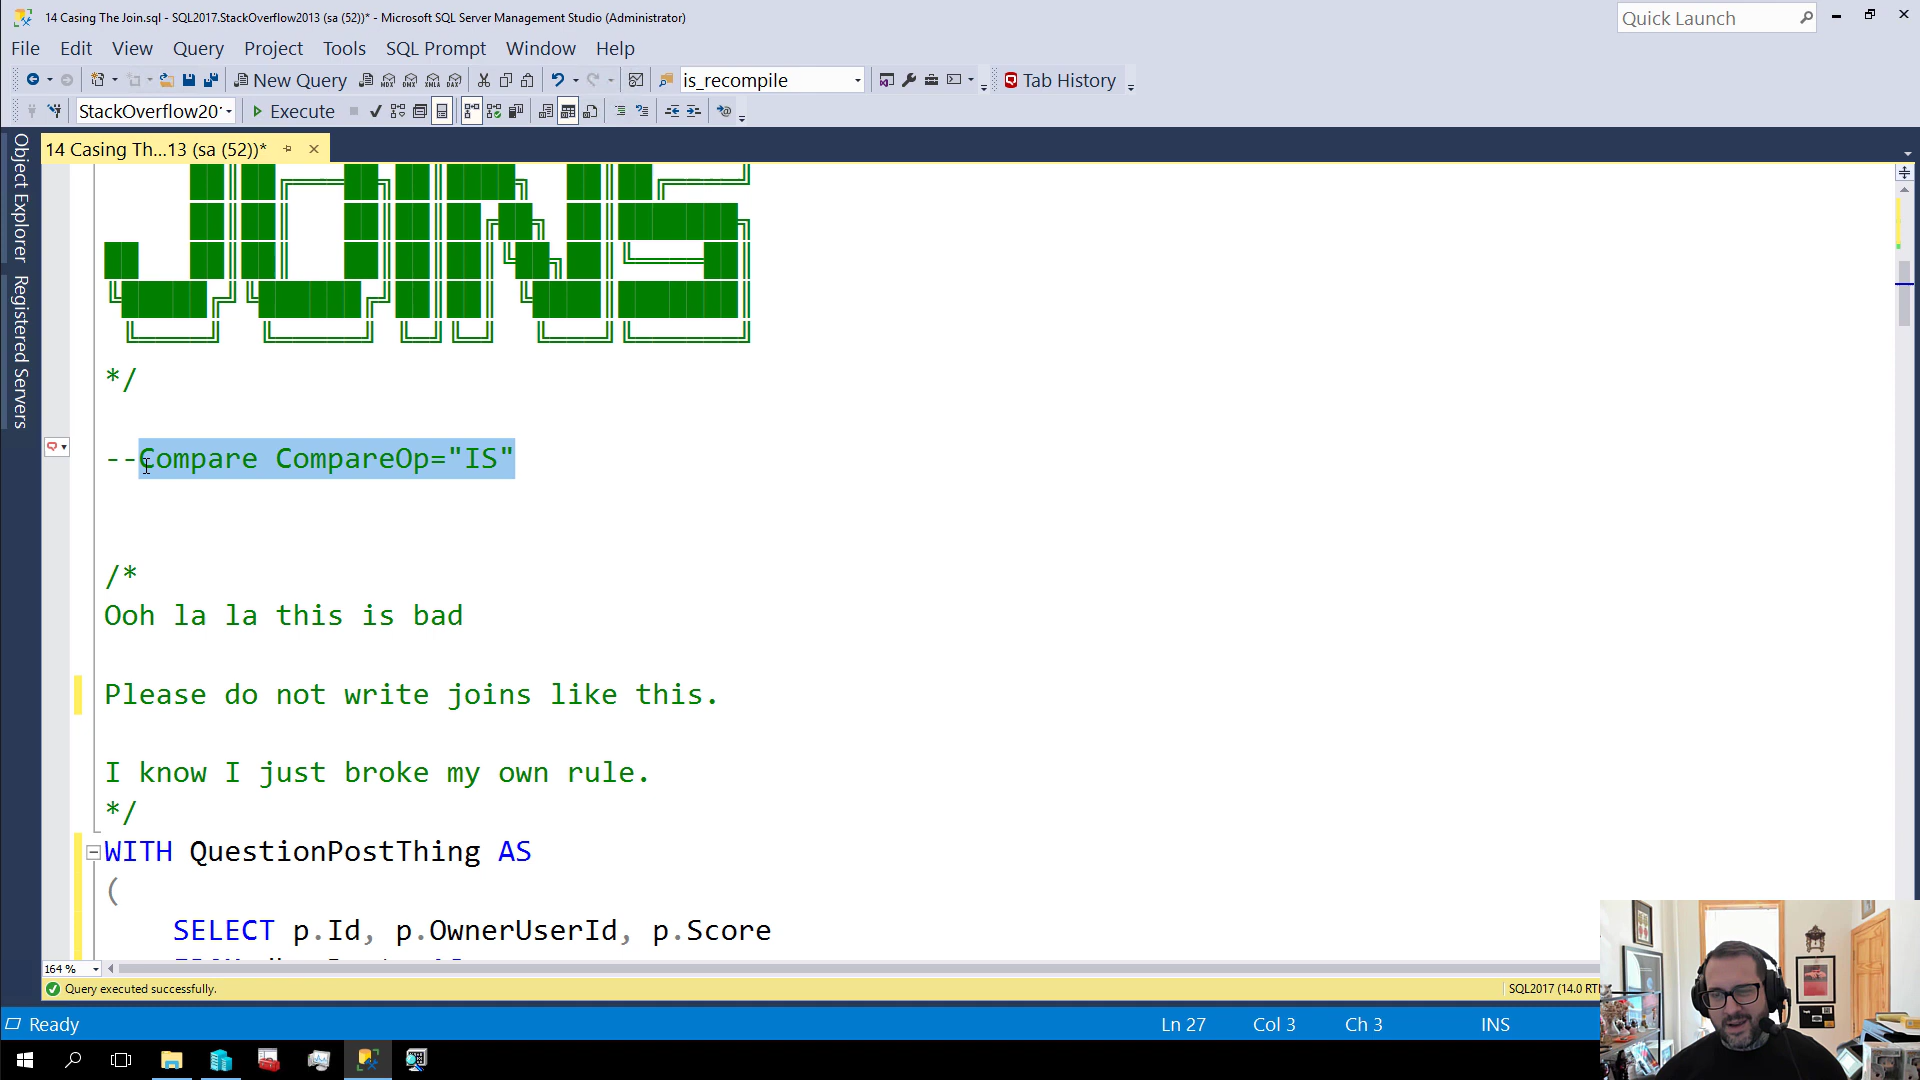 14 Casing The Join.sql - SQL2017.StackOverflow2013 (sa (52))* - Microsoft SQL Server Management Studio (Administrator)
Quick Launch
File Edit View Query Project Tools SQL Prompt Window Help
New Query
is_recompile
Tab History
StackOverflow20
Execute
14 Casing Th...13 (sa (52))*
Object Explorer
Registered Servers
JOINS
*/
--Compare CompareOp="IS"
/*
Ooh la la this is bad
Please do not write joins like this.
I know I just broke my own rule.
*/
WITH QuestionPostThing AS
(
SELECT p.Id, p.OwnerUserId, p.Score
164 %
Query executed successfully.
SQL2017 (14.0 RT
Ready
Ln 27
Col 3
Ch 3
INS